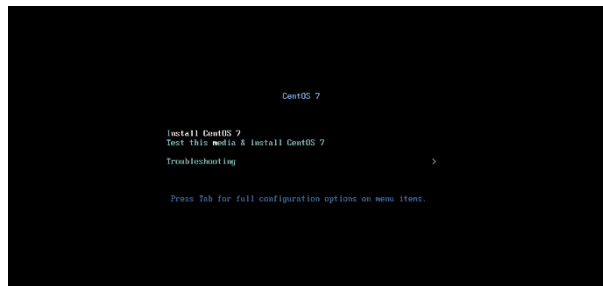 CentOS 7
Install CentOS 7
Test this media & install CentOS 7
Troubleshooting >
Press Tab for full configuration options on menu items.